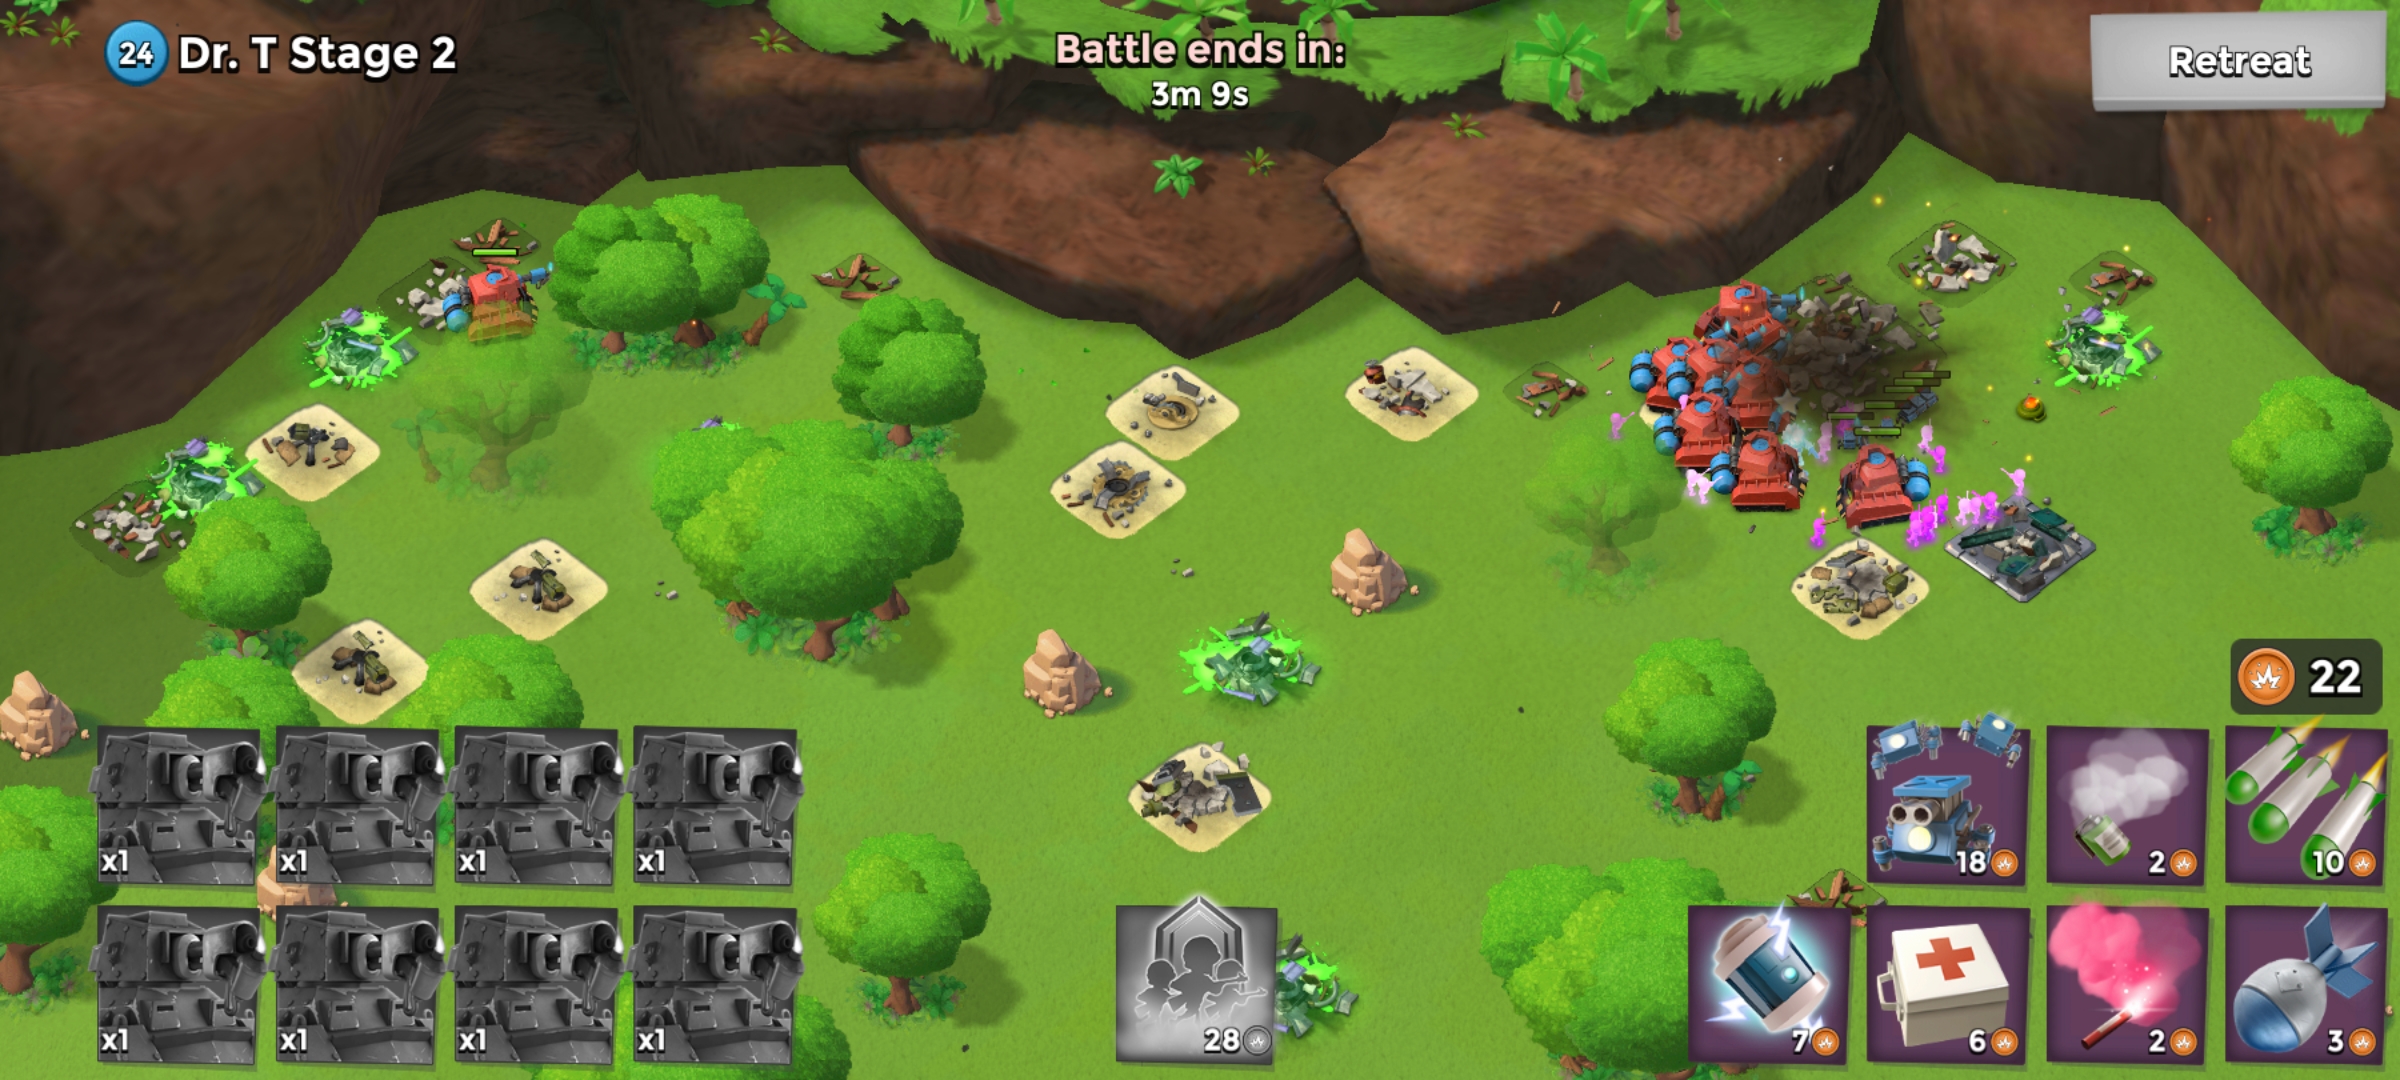 24 Dr. T Stage 2
Battle ends in:
3m 9s
Retreat
22
x1 x1 x1 x1
18 2 10
x1 x1 x1 x1
28
7 6 2 3